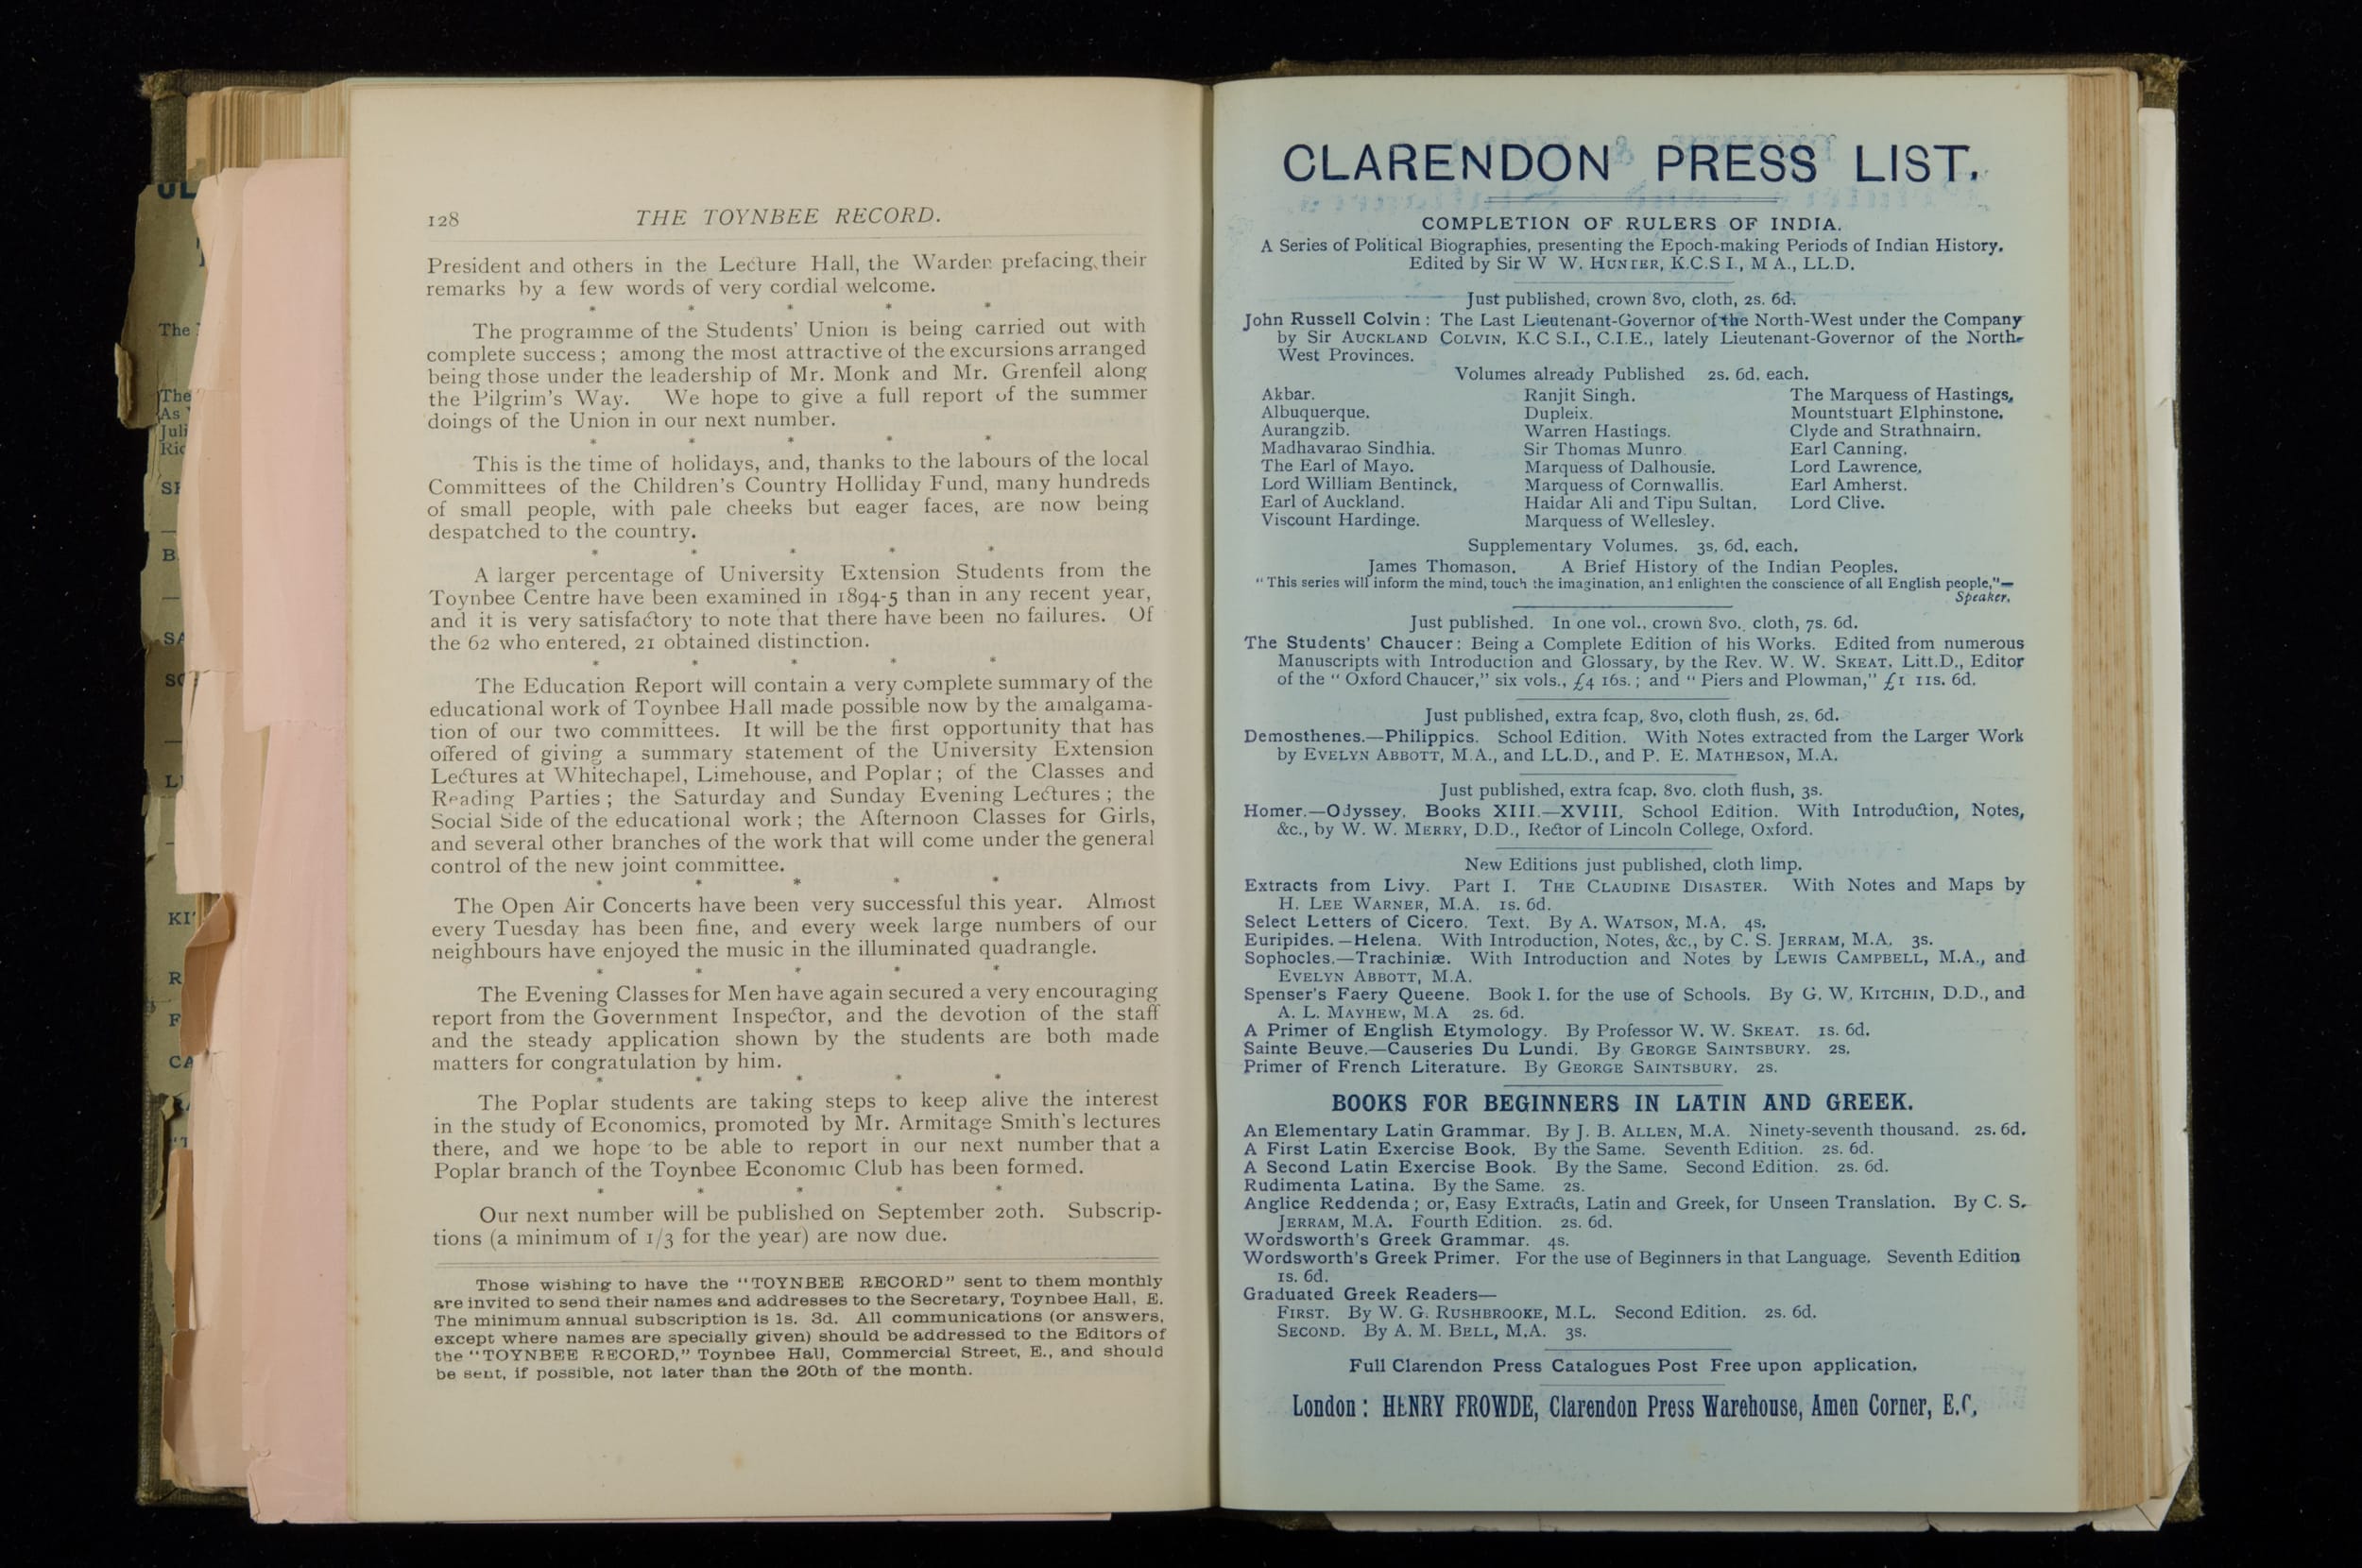 128 THE TOYNBEE RECORD.
President and others in the Lecture Hall, the Warden prefacing their
remarks by a few words of very cordial welcome.
* * * * *
The programme of the Students' Union is being carried out with
complete success; among the most attractive of the excursions arranged
being those under the leadership of Mr. Monk and Mr. Grenfell along
the Pilgrim's Way. We hope to give a full report of the summer
doings of the Union in our next number.
* * * * *
This is the time of holidays, and, thanks to the labours of the local
Committees of the Children's Country Holliday Fund, many hundreds
of small people, with pale cheeks but eager faces, are now being
despatched to the country.
* * * * *
A larger percentage of University Extension Students from the
Toynbee Centre have been examined in 1894-5 than in any recent year,
and it is very satisfactory to note that there have been no failures. Of
the 62 who entered, 21 obtained distinction.
* * * * *
The Education Report will contain a very complete summary of the
educational work of Toynbee Hall made possible now by the amalgama-
tion of our two committees. It will be the first opportunity that has
offered of giving a summary statement of the University Extension
Lectures at Whitechapel, Limehouse, and Poplar; of the Classes and
Reading Parties; the Saturday and Sunday Evening Lectures; the
Social Side of the educational work; the Afternoon Classes for Girls,
and several other branches of the work that will come under the general
control of the new joint committee.
* * * * *
The Open Air Concerts have been very successful this year. Almost
every Tuesday has been fine, and every week large numbers of our
neighbours have enjoyed the music in the illuminated quadrangle.
* * * * *
The Evening Classes for Men have again secured a very encouraging
report from the Government Inspector, and the devotion of the staff
and the steady application shown by the students are both made
matters for congratulation by him.
* * * * *
The Poplar students are taking steps to keep alive the interest
in the study of Economics, promoted by Mr. Armitage Smith's lectures
there, and we hope to be able to report in our next number that a
Poplar branch of the Toynbee Economic Club has been formed.
* * * * *
Our next number will be published on September 20th. Subscrip-
tions (a minimum of 1/3 for the year) are now due.
Those wishing to have the "TOYNBEE RECORD" sent to them monthly
are invited to send their names and addresses to the Secretary, Toynbee Hall, E.
The minimum annual subscription is 1s. 3d. All communications (or answers,
except where names are specially given) should be addressed to the Editors of
the "TOYNBEE RECORD," Toynbee Hall, Commercial Street, E., and should
be sent, if possible, not later than the 20th of the month.
CLARENDON PRESS LIST.
COMPLETION OF RULERS OF INDIA.
A Series of Political Biographies, presenting the Epoch-making Periods of Indian History.
Edited by Sir W W. HUNTER, K.C.S I., M A., LL.D.
Just published, crown 8vo, cloth, 2s. 6d.
John Russell Colvin: The Last Lieutenant-Governor of the North-West under the Company
by Sir AUCKLAND COLVIN, K.C S.I., C.I.E., lately Lieutenant-Governor of the North-
West Provinces.
Volumes already Published 2s. 6d. each.
Akbar. Ranjit Singh. The Marquess of Hastings,
Albuquerque. Dupleix. Mountstuart Elphinstone.
Aurangzib. Warren Hastings. Clyde and Strathnairn.
Madhavarao Sindhia. Sir Thomas Munro. Earl Canning.
The Earl of Mayo. Marquess of Dalhousie. Lord Lawrence,
Lord William Bentinck, Marquess of Cornwallis. Earl Amherst.
Earl of Auckland. Haidar Ali and Tipu Sultan. Lord Clive.
Viscount Hardinge. Marquess of Wellesley.
Supplementary Volumes. 3s. 6d. each.
James Thomason. A Brief History of the Indian Peoples.
"This series will inform the mind, touch the imagination, and enlighten the conscience of all English people,"—
Speaker.
Just published. In one vol., crown 8vo., cloth, 7s. 6d.
The Students' Chaucer: Being a Complete Edition of his Works. Edited from numerous
Manuscripts with Introduction and Glossary, by the Rev. W. W. SKEAT, Litt.D., Editor
of the "Oxford Chaucer," six vols., £4 16s.; and "Piers and Plowman," £1 11s. 6d.
Just published, extra fcap, 8vo, cloth flush, 2s. 6d.
Demosthenes.—Philippics. School Edition. With Notes extracted from the Larger Work
by EVELYN ABBOTT, M.A., and LL.D., and P. E. MATHESON, M.A.
Just published, extra fcap, 8vo. cloth flush, 3s.
Homer.—Odyssey, Books XIII.—XVIII. School Edition. With Introduction, Notes,
&c., by W. W. MERRY, D.D., Rector of Lincoln College, Oxford.
New Editions just published, cloth limp.
Extracts from Livy. Part I. THE CLAUDINE DISASTER. With Notes and Maps by
H. LEE WARNER, M.A. 1s. 6d.
Select Letters of Cicero. Text. By A. WATSON, M.A. 4s.
Euripides.—Helena. With Introduction, Notes, &c., by C. S. JERRAM, M.A. 3s.
Sophocles.—Trachiniæ. With Introduction and Notes by LEWIS CAMPBELL, M.A., and
EVELYN ABBOTT, M.A.
Spenser's Faery Queene. Book I. for the use of Schools. By G. W. KITCHIN, D.D., and
A. L. MAYHEW, M.A 2s. 6d.
A Primer of English Etymology. By Professor W. W. SKEAT. 1s. 6d.
Sainte Beuve.—Causeries Du Lundi. By GEORGE SAINTSBURY. 2s.
Primer of French Literature. By GEORGE SAINTSBURY. 2s.
BOOKS FOR BEGINNERS IN LATIN AND GREEK.
An Elementary Latin Grammar. By J. B. ALLEN, M.A. Ninety-seventh thousand. 2s. 6d.
A First Latin Exercise Book. By the Same. Seventh Edition. 2s. 6d.
A Second Latin Exercise Book. By the Same. Second Edition. 2s. 6d.
Rudimenta Latina. By the Same. 2s.
Anglice Reddenda; or, Easy Extracts, Latin and Greek, for Unseen Translation. By C. S.
JERRAM, M.A. Fourth Edition. 2s. 6d.
Wordsworth's Greek Grammar. 4s.
Wordsworth's Greek Primer. For the use of Beginners in that Language. Seventh Edition
1s. 6d.
Graduated Greek Readers—
FIRST. By W. G. RUSHBROOKE, M.L. Second Edition. 2s. 6d.
SECOND. By A. M. BELL, M.A. 3s.
Full Clarendon Press Catalogues Post Free upon application.
London: HENRY FROWDE, Clarendon Press Warehouse, Amen Corner, E.C,